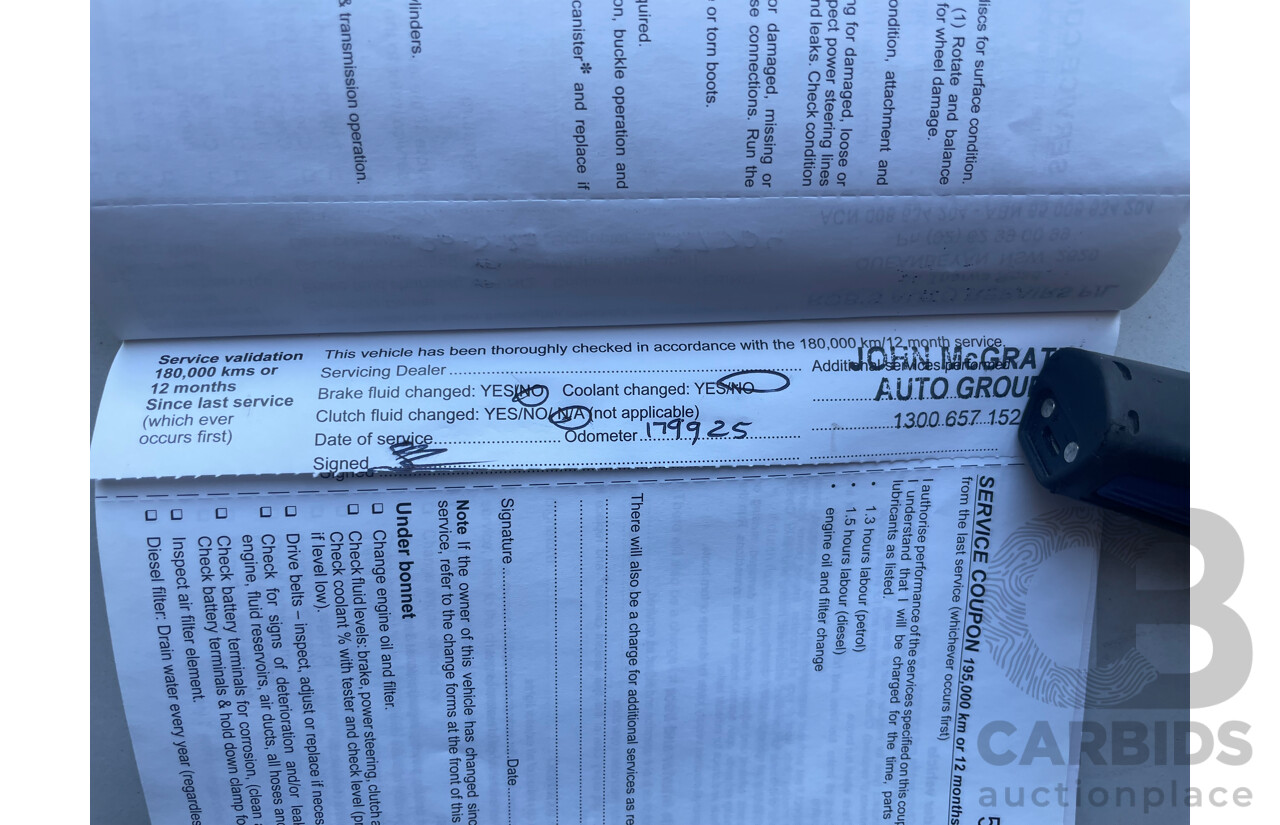 discs for surface condition.
(1) Rotate and balance
for wheel damage.
ondition, attachment and
ng for damaged, loose or
pect power steering lines
nd leaks. Check condition
or damaged, missing or
se connections. Run the
or torn boots.
quired.
on, buckle operation and
canister* and replace if
linders.
& transmission operation.
Service validation
180,000 kms or
12 months
Since last service
(which ever
occurs first)
This vehicle has been thoroughly checked in accordance with the 180,000 km/12 month service.
Servicing Dealer
Additional services performed
Brake fluid changed: YES/NO Coolant changed: YES/NO
Clutch fluid changed: YES/NO/N/A (not applicable)
Date of service Odometer 179925
Signed
JOHN McGRAT
AUTO GROU
1300 657 152
SERVICE COUPON 195,000 km or 12 months
from the last service (whichever occurs first)
I authorise performance of the services specified on this coup
I understand that I will be charged for the time, parts
lubricants as listed.
• 1.3 hours labour (petrol)
• 1.5 hours labour (diesel)
• engine oil and filter change
There will also be a charge for additional services as re
Signature Date
Note If the owner of this vehicle has changed sinc
service, refer to the change forms at the front of this
Under bonnet
Change engine oil and filter.
Check fluid levels: brake, power steering, clutch a
Check coolant % with tester and check level (pr
if level low).
Drive belts – inspect, adjust or replace if neces
Check for signs of deterioration and/or leak
engine, fluid reservoirs, air ducts, all hoses and
Check battery terminals for corrosion, (clean a
Check battery terminals & hold down clamp fo
Inspect air filter element.
Diesel filter: Drain water every year (regardles
CB
CARBIDS
auctionplace